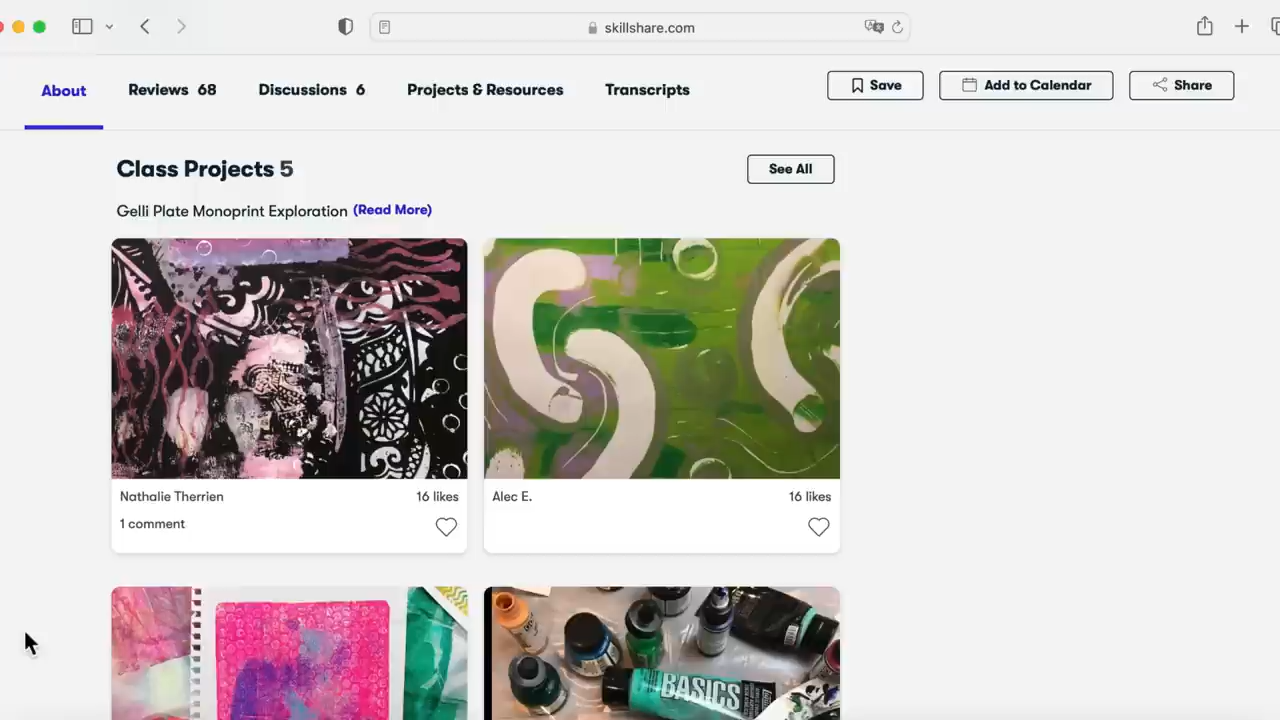 skillshare.com
About
Reviews 68
Discussions 6
Projects & Resources
Transcripts
Save
Add to Calendar
Share
Class Projects 5
See All
Gelli Plate Monoprint Exploration (Read More)
Nathalie Therrien
16 likes
1 comment
Alec E.
16 likes
BASICS